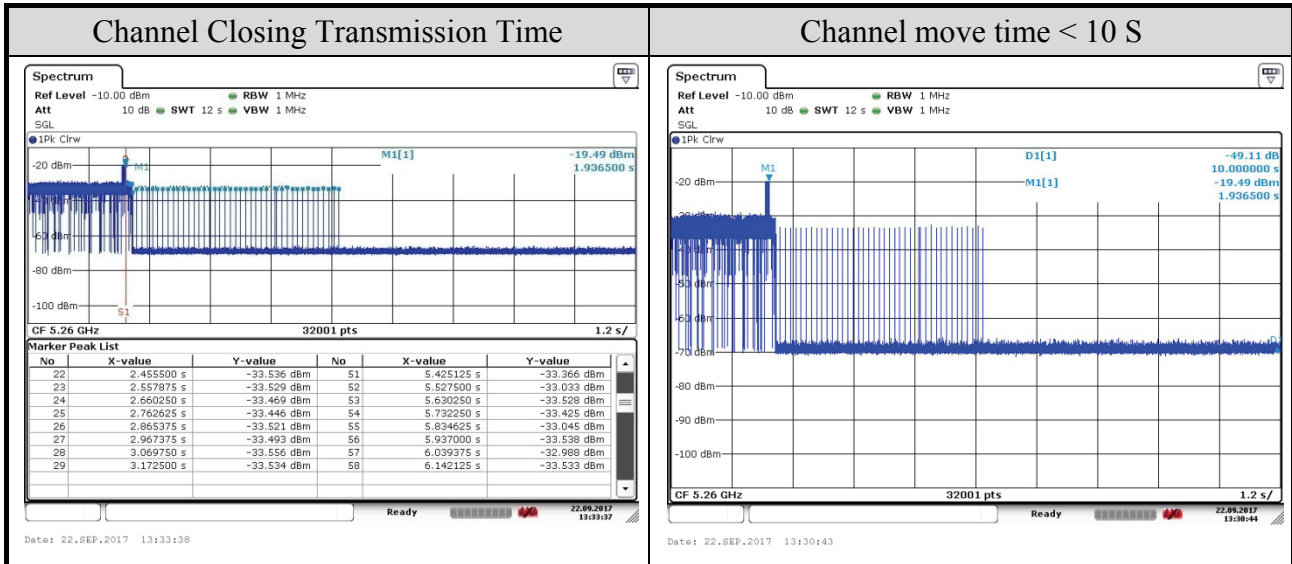 Channel Closing Transmission Time
Spectrum
Ref Level -10.00 dBm RBW 1 MHz
Att 10 dB SWT 12 s VBW 1 MHz
SGL
1Pk Clrw
M1[1] -19.49 dBm
1.936500 s
-20 dBm
M1
-60 dBm
-80 dBm
-100 dBm
S1
CF 5.26 GHz 32001 pts 1.2 s/
Marker Peak List
No X-value Y-value No X-value Y-value
22 2.455500 s -33.536 dBm 51 5.425125 s -33.366 dBm
23 2.557875 s -33.529 dBm 52 5.527500 s -33.033 dBm
24 2.660250 s -33.469 dBm 53 5.630250 s -33.528 dBm
25 2.762625 s -33.446 dBm 54 5.732250 s -33.425 dBm
26 2.865375 s -33.521 dBm 55 5.834625 s -33.045 dBm
27 2.967375 s -33.493 dBm 56 5.937000 s -33.538 dBm
28 3.069750 s -33.556 dBm 57 6.039375 s -32.988 dBm
29 3.172500 s -33.534 dBm 58 6.142125 s -33.533 dBm
Ready 22.09.2017
13:33:37
Date: 22.SEP.2017 13:33:38
Channel move time < 10 S
Spectrum
Ref Level -10.00 dBm RBW 1 MHz
Att 10 dB SWT 12 s VBW 1 MHz
SGL
1Pk Clrw
D1[1] -49.11 dB
10.000000 s
M1
-20 dBm
M1[1] -19.49 dBm
1.936500 s
-50 dBm
-60 dBm
-70 dBm
D1
-80 dBm
-90 dBm
-100 dBm
CF 5.26 GHz 32001 pts 1.2 s/
Ready 22.09.2017
13:30:44
Date: 22.SEP.2017 13:30:43